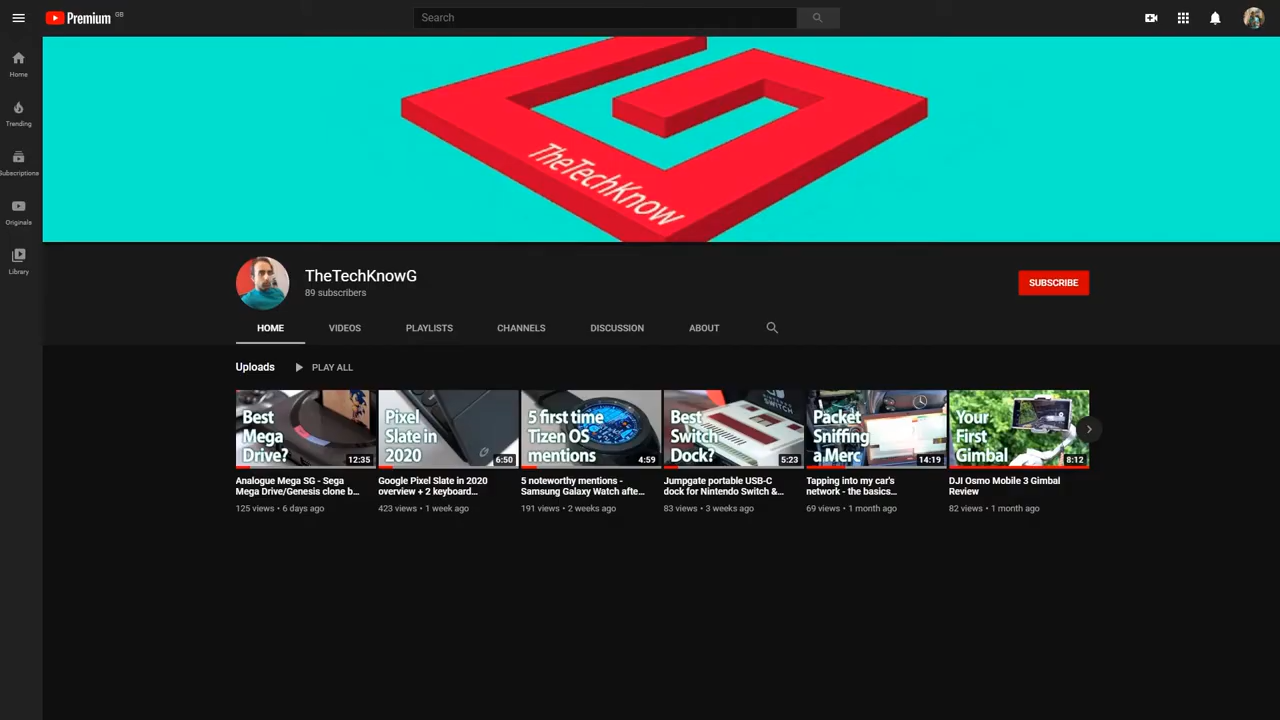 Premium GB
Search
Home
Trending
Subscriptions
Originals
Library
TheTechKnow
TheTechKnowG
89 subscribers
SUBSCRIBE
HOME VIDEOS PLAYLISTS CHANNELS DISCUSSION ABOUT
Uploads PLAY ALL
Best
Mega
Drive?
12:35
Pixel
Slate in
2020
6:50
5 first time
Tizen OS
mentions
4:59
SWITCH
Best
Switch
Dock?
5:23
Packet
Sniffing
a Merc
14:19
Your
First
Gimbal
8:12
Analogue Mega SG - Sega
Mega Drive/Genesis clone b...
125 views • 6 days ago
Google Pixel Slate in 2020
overview + 2 keyboard...
423 views • 1 week ago
5 noteworthy mentions -
Samsung Galaxy Watch afte...
191 views • 2 weeks ago
Jumpgate portable USB-C
dock for Nintendo Switch &...
83 views • 3 weeks ago
Tapping into my car's
network - the basics...
69 views • 1 month ago
DJI Osmo Mobile 3 Gimbal
Review
82 views • 1 month ago